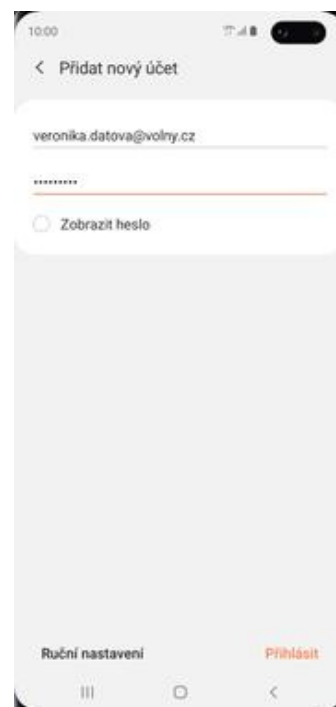 10:00
Přidat nový účet
veronika.datova@volny.cz
•••••••••
Zobrazit heslo
Ruční nastavení
Přihlásit